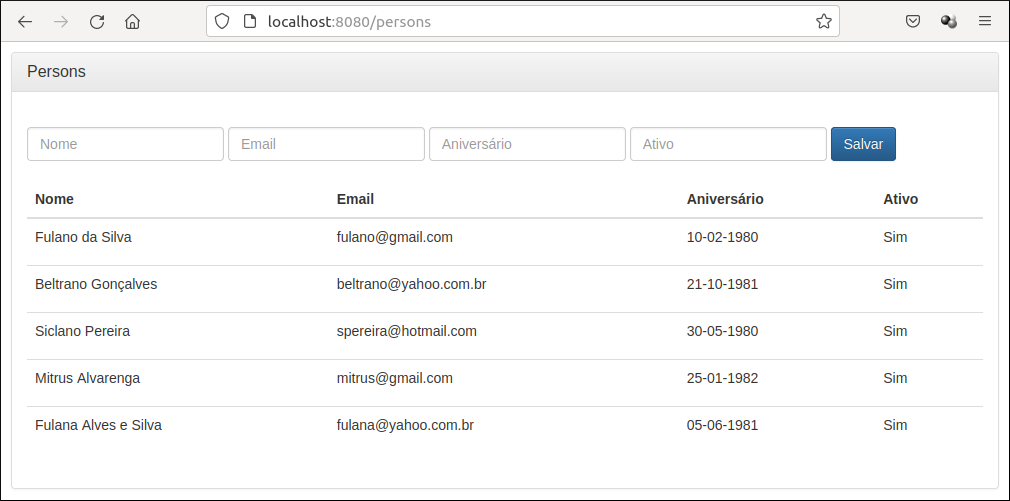 localhost:8080/persons
Persons
Nome Email Aniversário Ativo Salvar
Nome Email Aniversário Ativo
Fulano da Silva fulano@gmail.com 10-02-1980 Sim
Beltrano Gonçalves beltrano@yahoo.com.br 21-10-1981 Sim
Siclano Pereira spereira@hotmail.com 30-05-1980 Sim
Mitrus Alvarenga mitrus@gmail.com 25-01-1982 Sim
Fulana Alves e Silva fulana@yahoo.com.br 05-06-1981 Sim